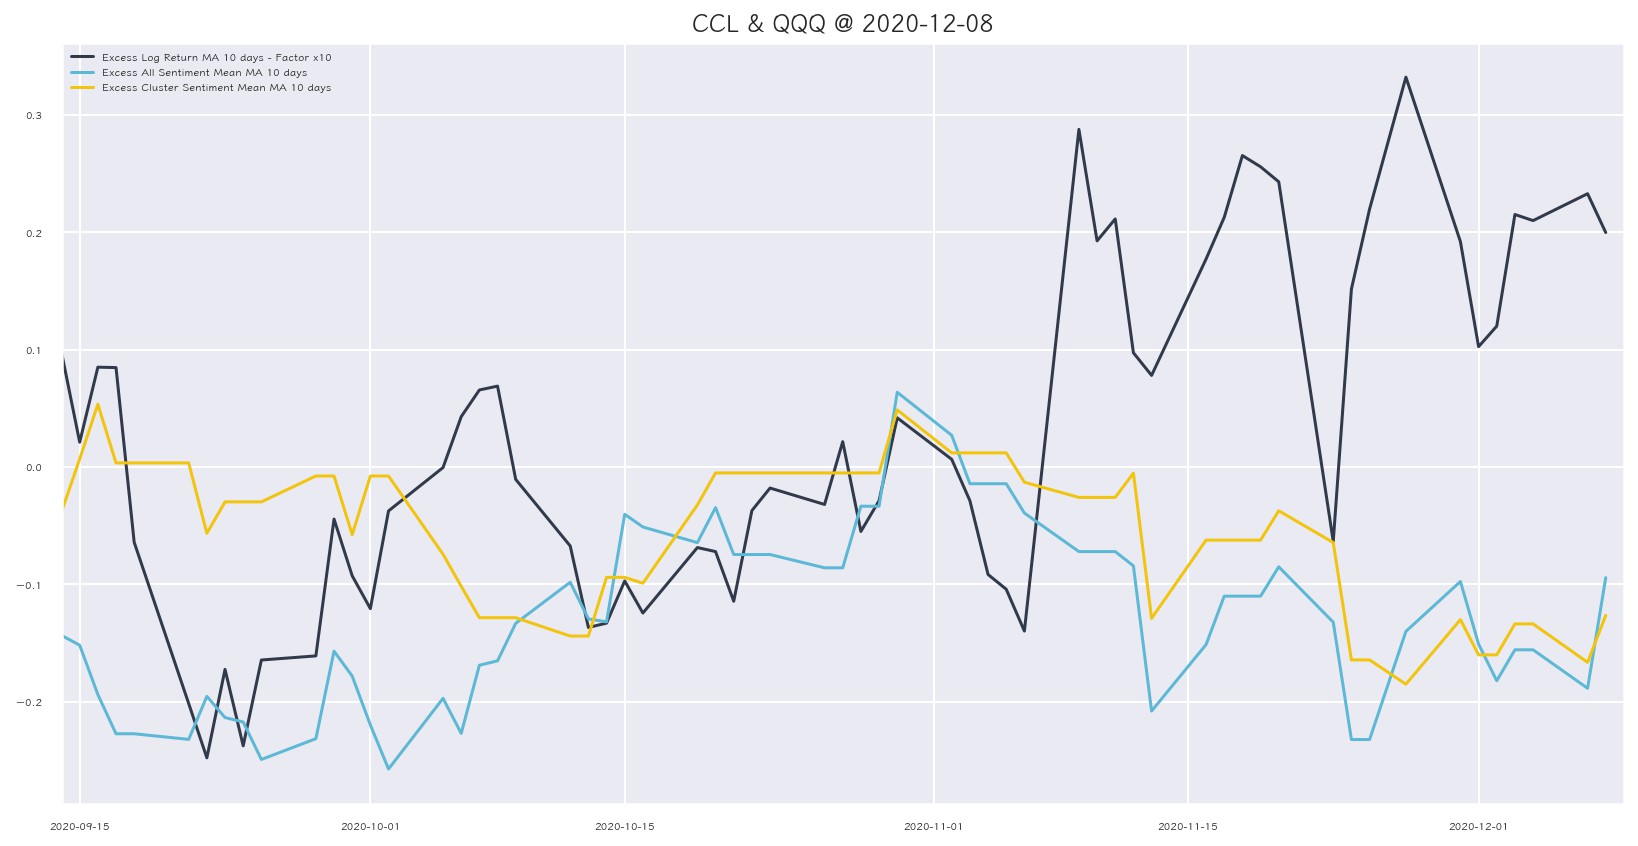 CCL & QQQ @ 2020-12-08
Excess Log Return MA 10 days - Factor x10
Excess All Sentiment Mean MA 10 days
Excess Cluster Sentiment Mean MA 10 days
0.3
0.2
0.1
0.0
−0.1
−0.2
2020-09-15 2020-10-01 2020-10-15 2020-11-01 2020-11-15 2020-12-01